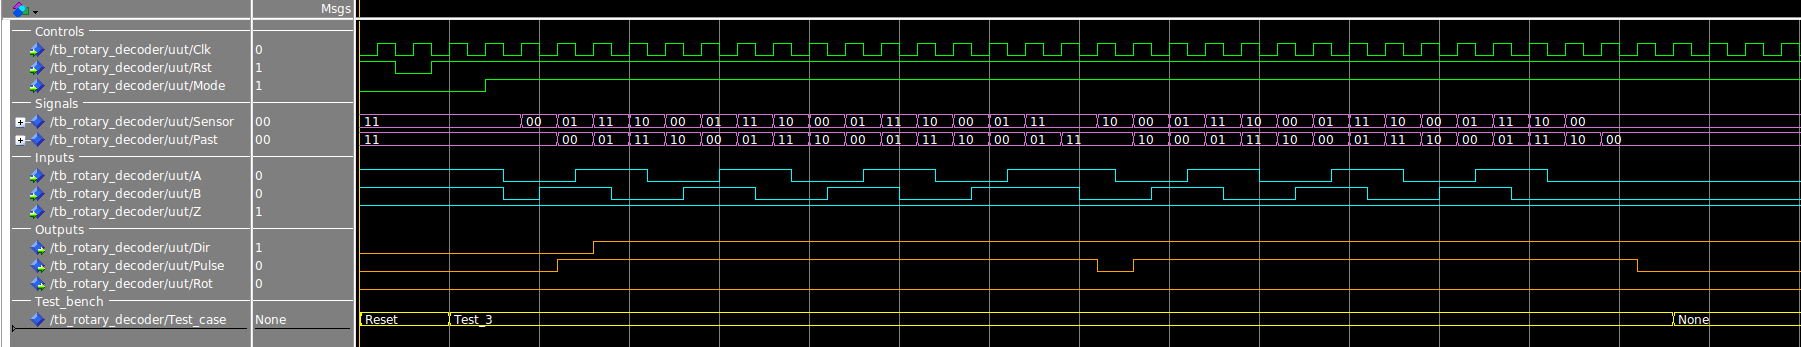 Msgs
Controls
/tb_rotary_decoder/uut/Clk 0
/tb_rotary_decoder/uut/Rst 1
/tb_rotary_decoder/uut/Mode 1
Signals
/tb_rotary_decoder/uut/Sensor 00 11 00 01 11 10 00 01 11 10 00 01 11 10 00 01 11 10 00 01 11 10 00 01 11 10 00 01 11 10 00
/tb_rotary_decoder/uut/Past 00 11 00 01 11 10 00 01 11 10 00 01 11 10 00 01 11 10 00 01 11 10 00 01 11 10 00 01 11 10 00
Inputs
/tb_rotary_decoder/uut/A 0
/tb_rotary_decoder/uut/B 0
/tb_rotary_decoder/uut/Z 1
Outputs
/tb_rotary_decoder/uut/Dir 1
/tb_rotary_decoder/uut/Pulse 0
/tb_rotary_decoder/uut/Rot 0
Test_bench
/tb_rotary_decoder/Test_case None Reset Test_3 None